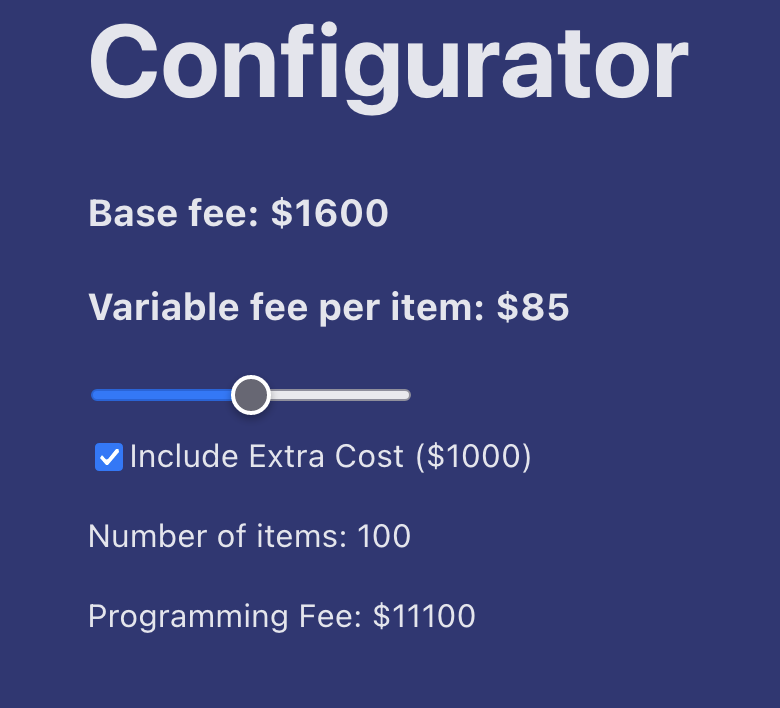 Configurator
Base fee: $1600
Variable fee per item: $85
Include Extra Cost ($1000)
Number of items: 100
Programming Fee: $11100